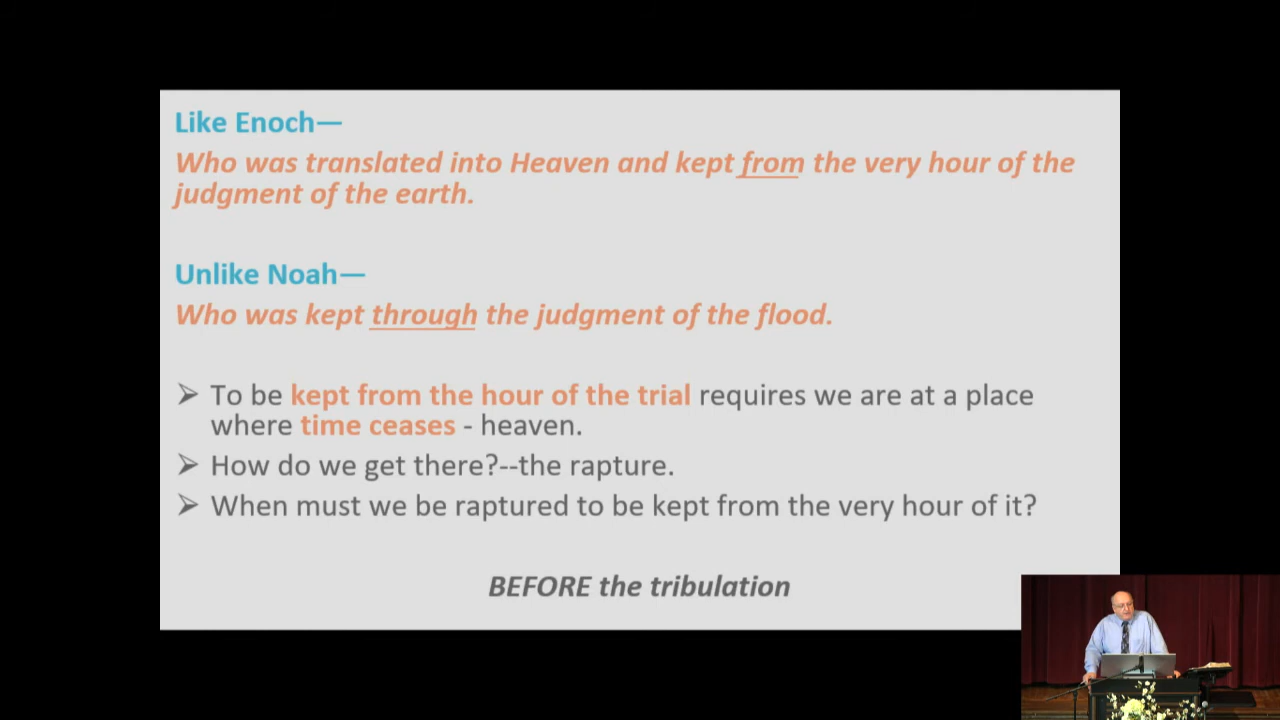 Like Enoch—
Who was translated into Heaven and kept from the very hour of the
judgment of the earth.
Unlike Noah—
Who was kept through the judgment of the flood.
➢ To be kept from the hour of the trial requires we are at a place
where time ceases - heaven.
➢ How do we get there?--the rapture.
➢ When must we be raptured to be kept from the very hour of it?
BEFORE the tribulation